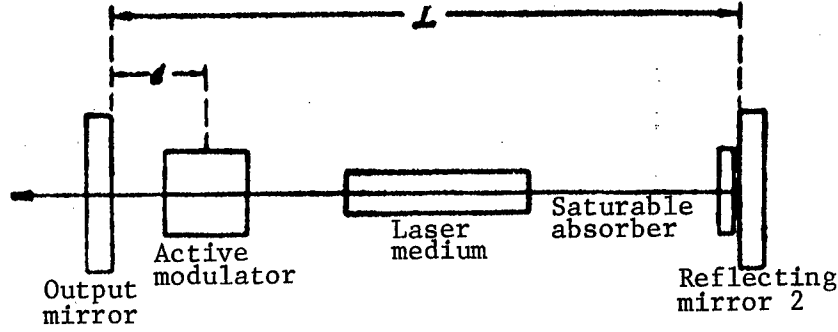 L
d
Output
mirror
Active
modulator
Laser
medium
Saturable
absorber
Reflecting
mirror 2